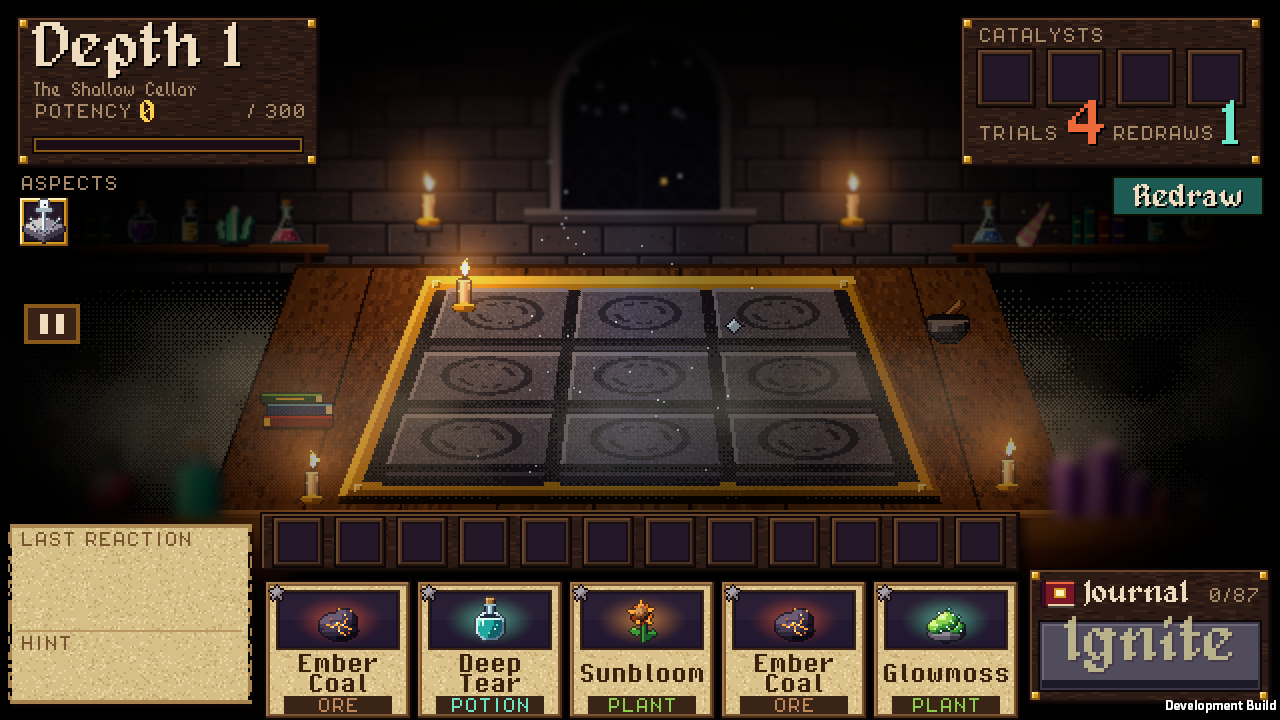 Depth 1
The Shallow Cellar
POTENCY 0 / 300
ASPECTS
CATALYSTS
TRIALS 4 REDRAWS 1
Redraw
LAST REACTION
HINT
Ember
Coal
ORE
Deep
Tear
POTION
Sunbloom
PLANT
Ember
Coal
ORE
Glowmoss
PLANT
Journal 0/87
Ignite
Development Build